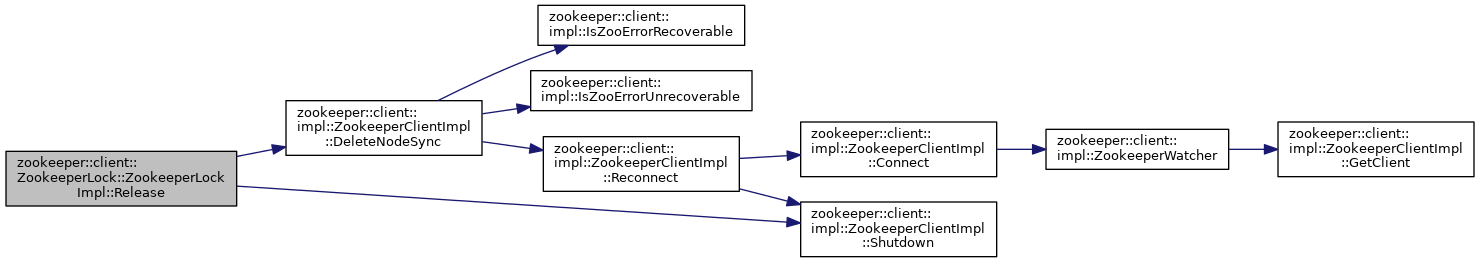 zookeeper::client::
impl::IsZooErrorRecoverable
zookeeper::client::
impl::IsZooErrorUnrecoverable
zookeeper::client::
impl::ZookeeperClientImpl
::DeleteNodeSync
zookeeper::client::
ZookeeperLock::ZookeeperLock
Impl::Release
zookeeper::client::
impl::ZookeeperClientImpl
::Reconnect
zookeeper::client::
impl::ZookeeperClientImpl
::Connect
zookeeper::client::
impl::ZookeeperWatcher
zookeeper::client::
impl::ZookeeperClientImpl
::GetClient
zookeeper::client::
impl::ZookeeperClientImpl
::Shutdown